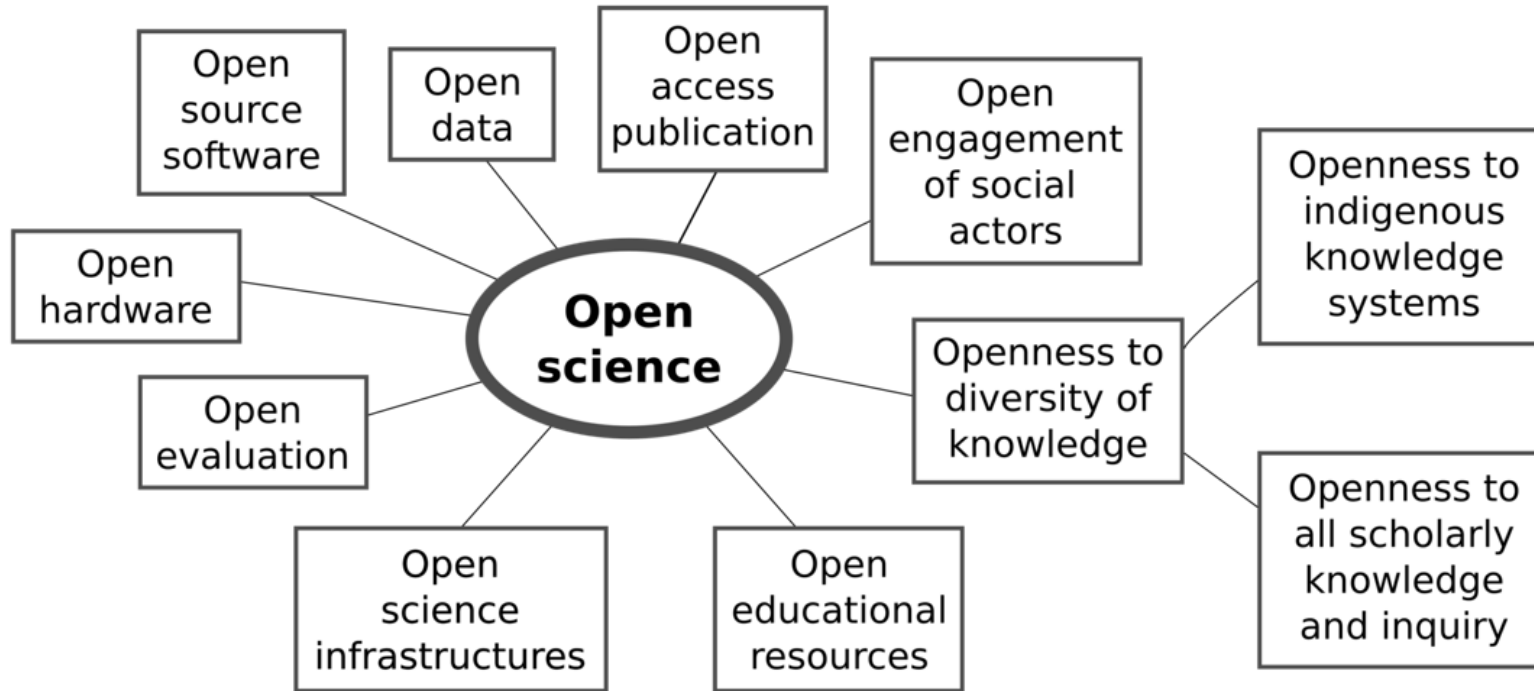 Open
source
software
Open
data
Open
access
publication
Open
engagement
of social
actors
Openness to
indigenous
knowledge
systems
Open
hardware
Open
science
Openness to
diversity of
knowledge
Open
evaluation
Openness to
all scholarly
knowledge
and inquiry
Open
science
infrastructures
Open
educational
resources